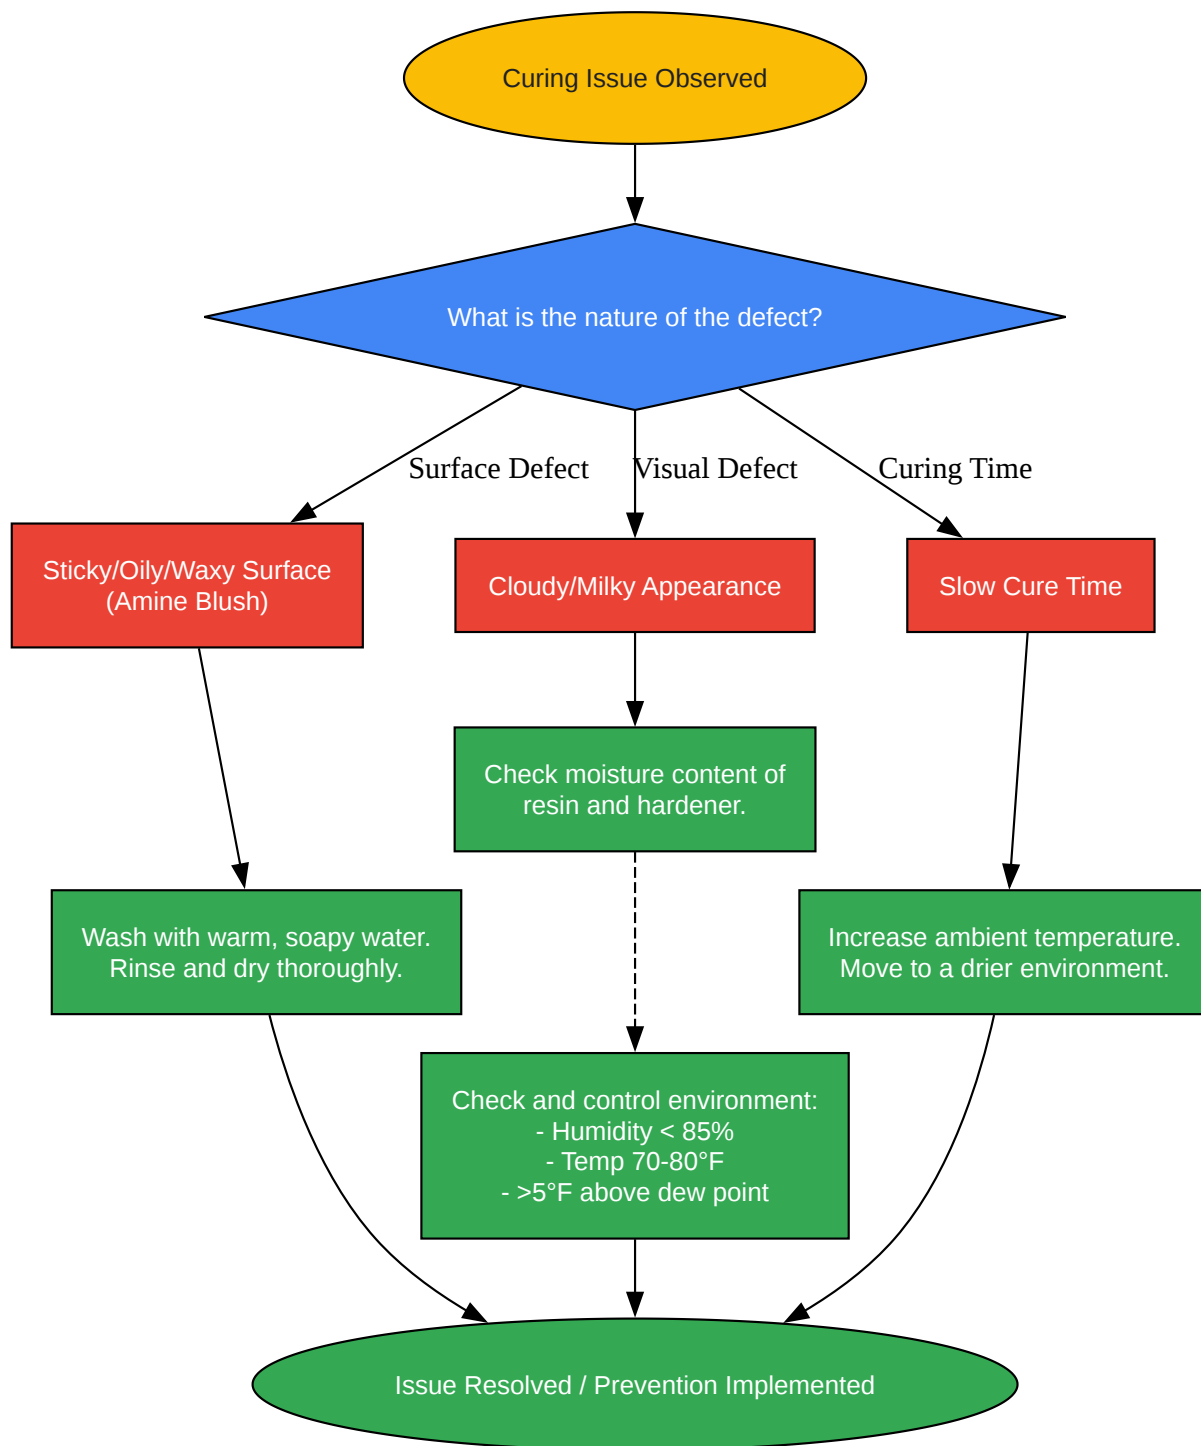 Curing Issue Observed
What is the nature of the defect?
Surface Defect
Visual Defect
Curing Time
Sticky/Oily/Waxy Surface
(Amine Blush)
Cloudy/Milky Appearance
Slow Cure Time
Check moisture content of
resin and hardener.
Wash with warm, soapy water.
Rinse and dry thoroughly.
Increase ambient temperature.
Move to a drier environment.
Check and control environment:
- Humidity < 85%
- Temp 70-80°F
- >5°F above dew point
Issue Resolved / Prevention Implemented